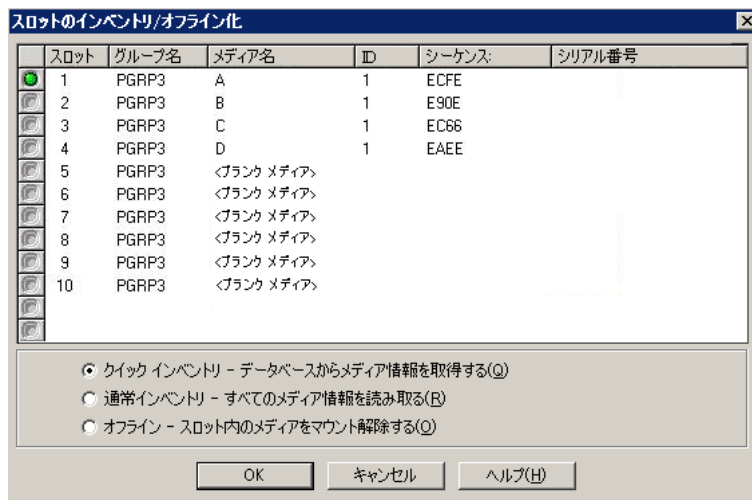 スロットのインベントリ/オフライン化
スロット グループ名 メディア名 ID シーケンス: シリアル番号
1 PGRP3 A 1 ECFE
2 PGRP3 B 1 E90E
3 PGRP3 C 1 EC66
4 PGRP3 D 1 EAEE
5 PGRP3 <ブランク メディア>
6 PGRP3 <ブランク メディア>
7 PGRP3 <ブランク メディア>
8 PGRP3 <ブランク メディア>
9 PGRP3 <ブランク メディア>
10 PGRP3 <ブランク メディア>
クイック インベントリ - データベースからメディア情報を取得する(Q)
通常インベントリ - すべてのメディア情報を読み取る(R)
オフライン - スロット内のメディアをマウント解除する(O)
OK キャンセル ヘルプ(H)